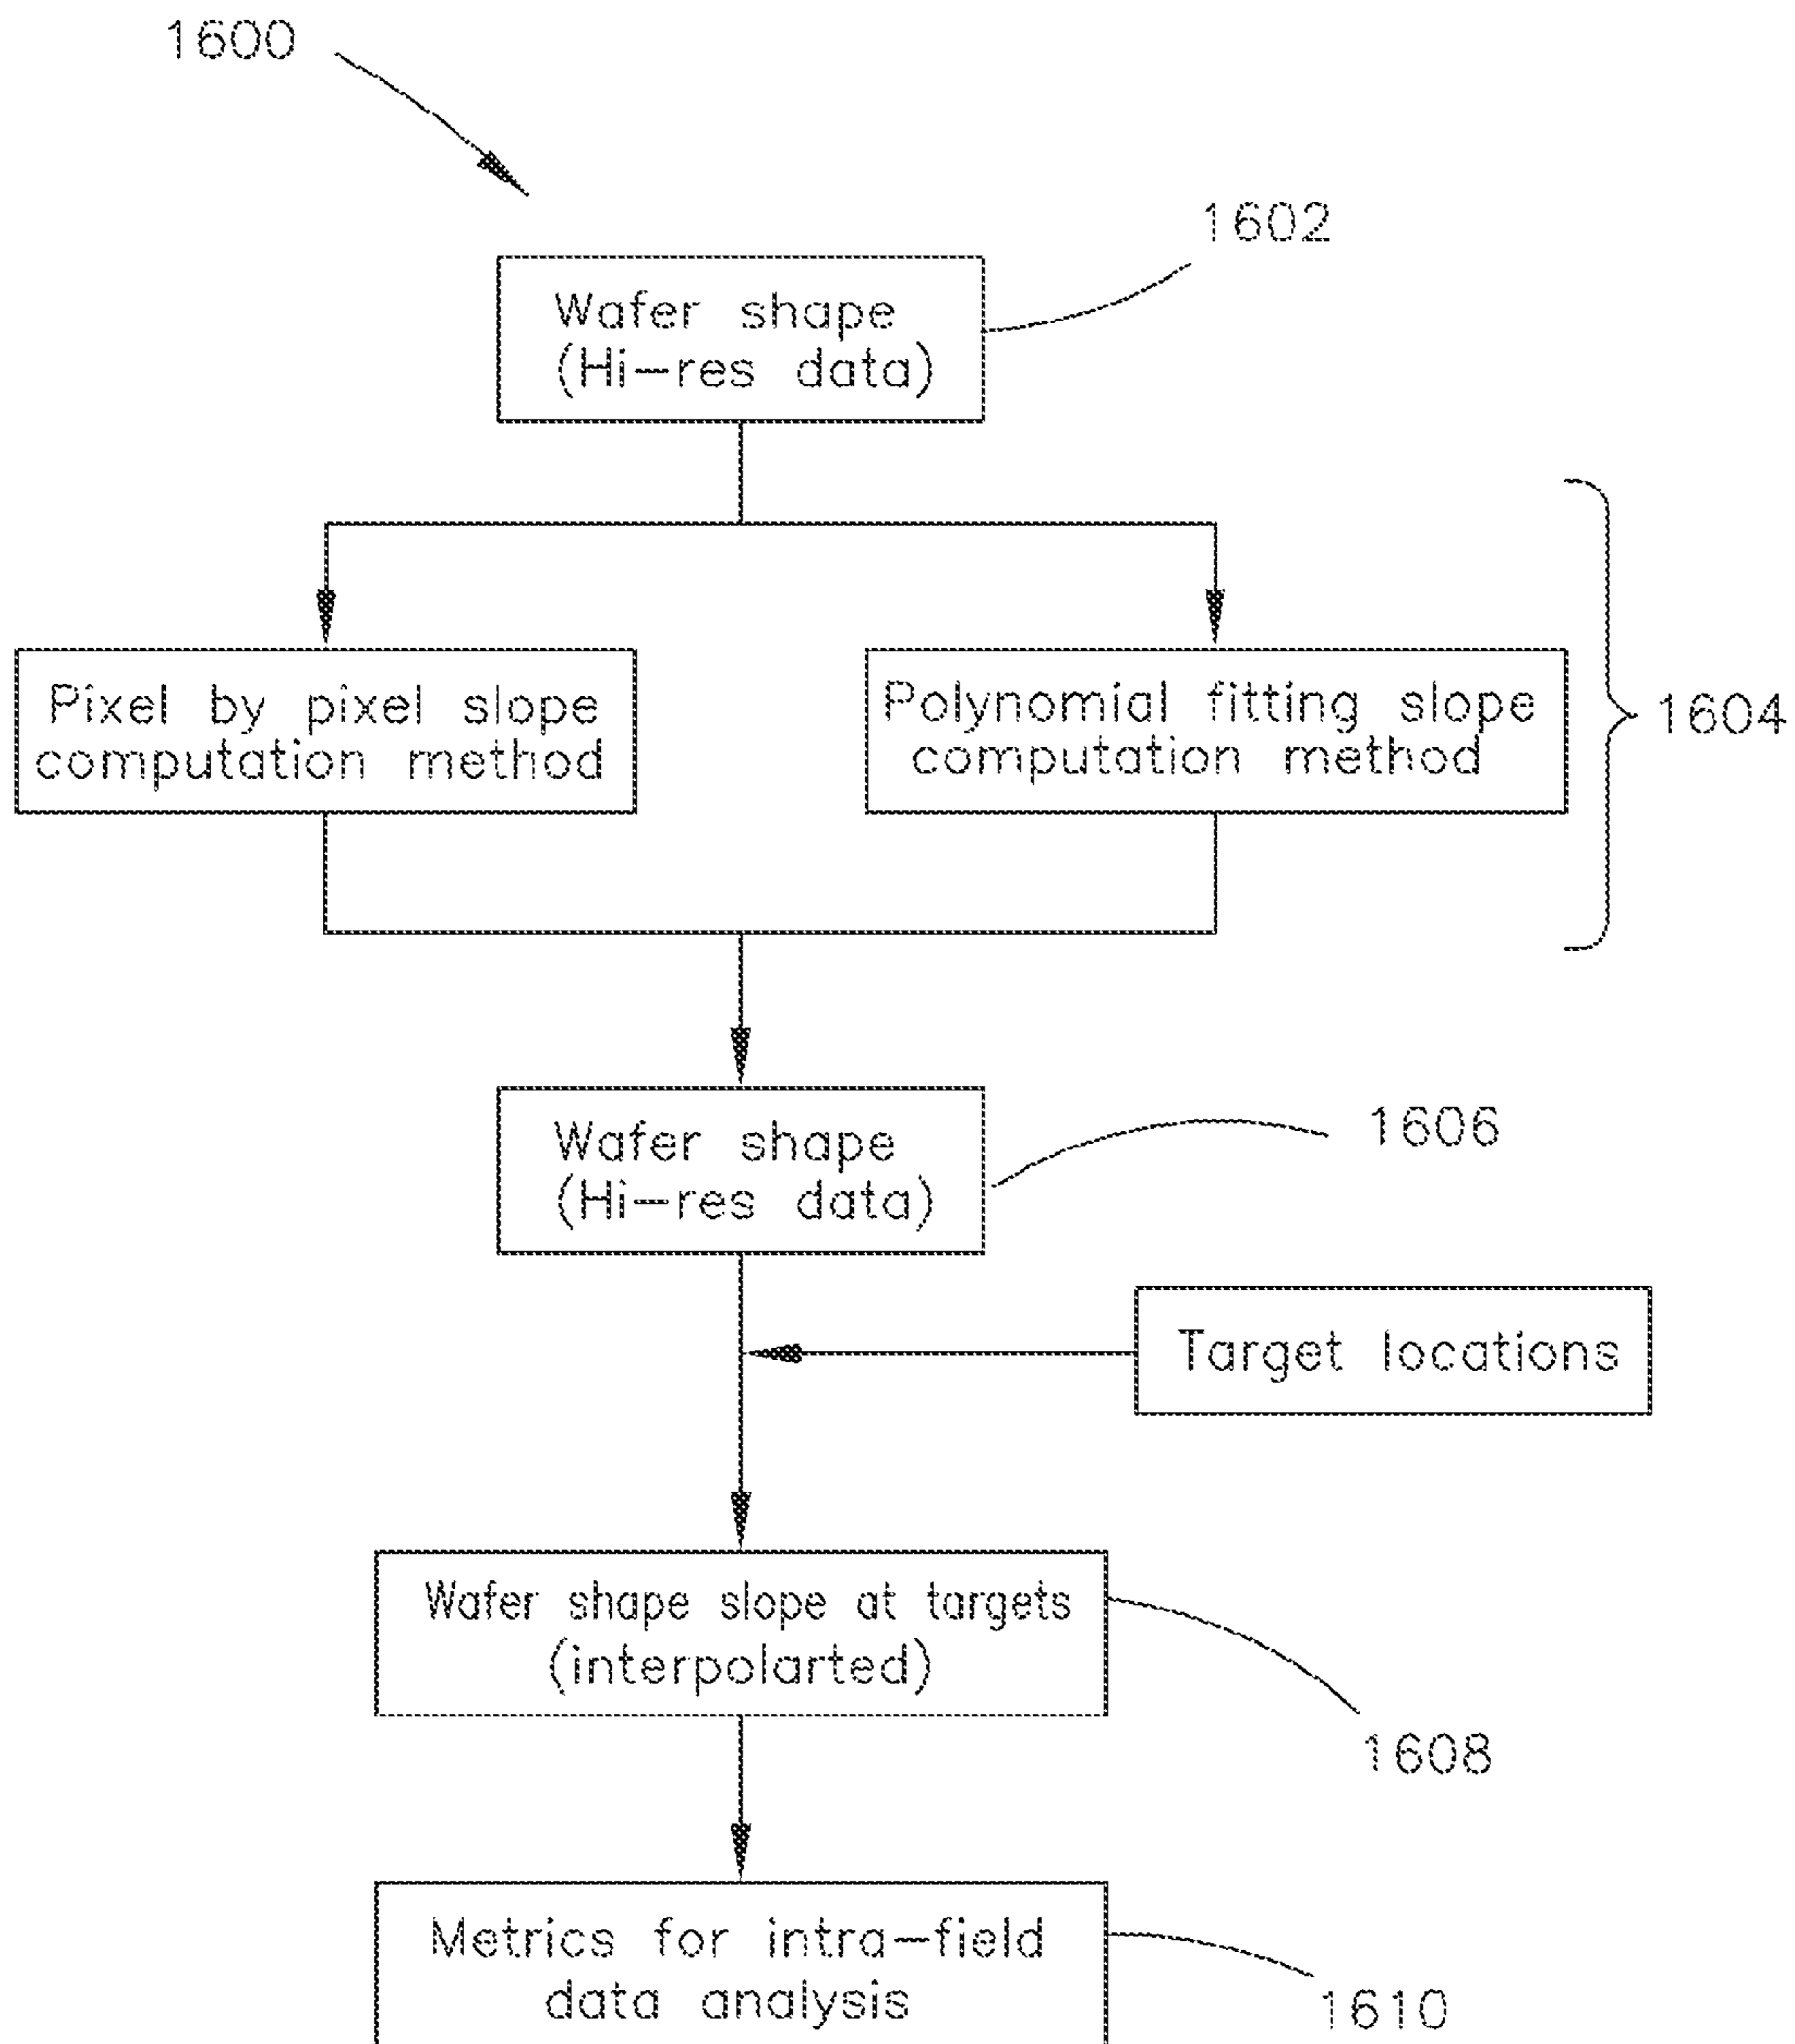 1600
1602
Wafer shape
(Hi-res data)
Pixel by pixel slope
computation method
Polynomial fitting slope
computation method
1604
Wafer shape
(Hi-res data)
1606
Target locations
Wafer shape slope at targets
(interpolarted)
1608
Metrics for intra-field
data analysis
1610